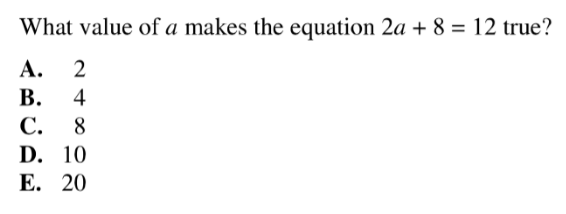 What value of a makes the equation 2a + 8 = 12 true?
A. 2
B. 4
C. 8
D. 10
E. 20